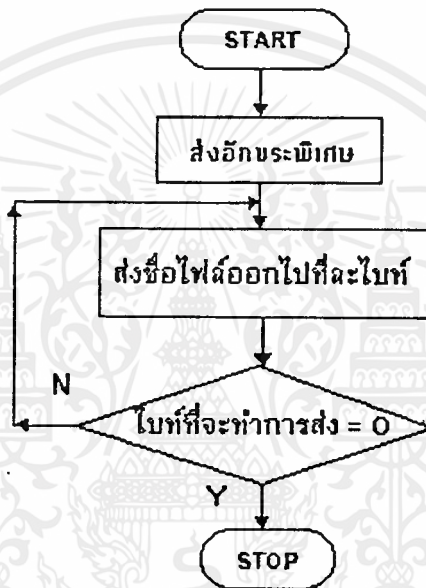 START
ส่งอักขระพิเศษ
ส่งชื่อไฟล์ออกไปทีละไบท์
N
ไบท์ที่จะทำการส่ง = 0
Y
STOP